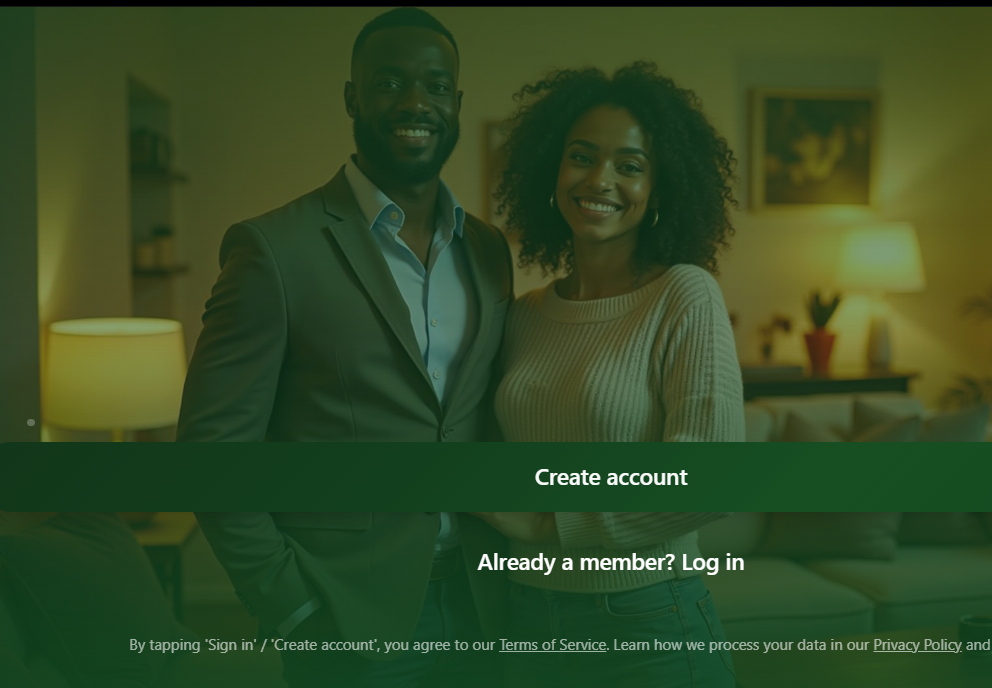 Create account
Already a member? Log in
By tapping 'Sign in' / 'Create account', you agree to our Terms of Service. Learn how we process your data in our Privacy Policy and